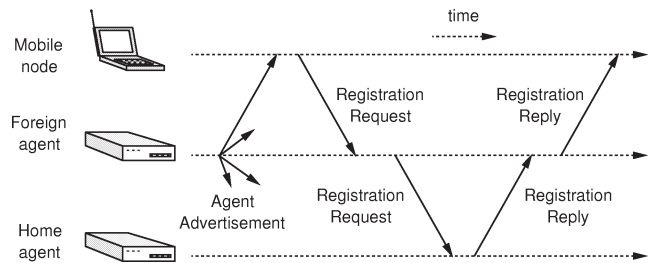 time
Mobile
node
Registration
Request
Registration
Reply
Foreign
agent
Agent
Advertisement
Registration
Request
Registration
Reply
Home
agent